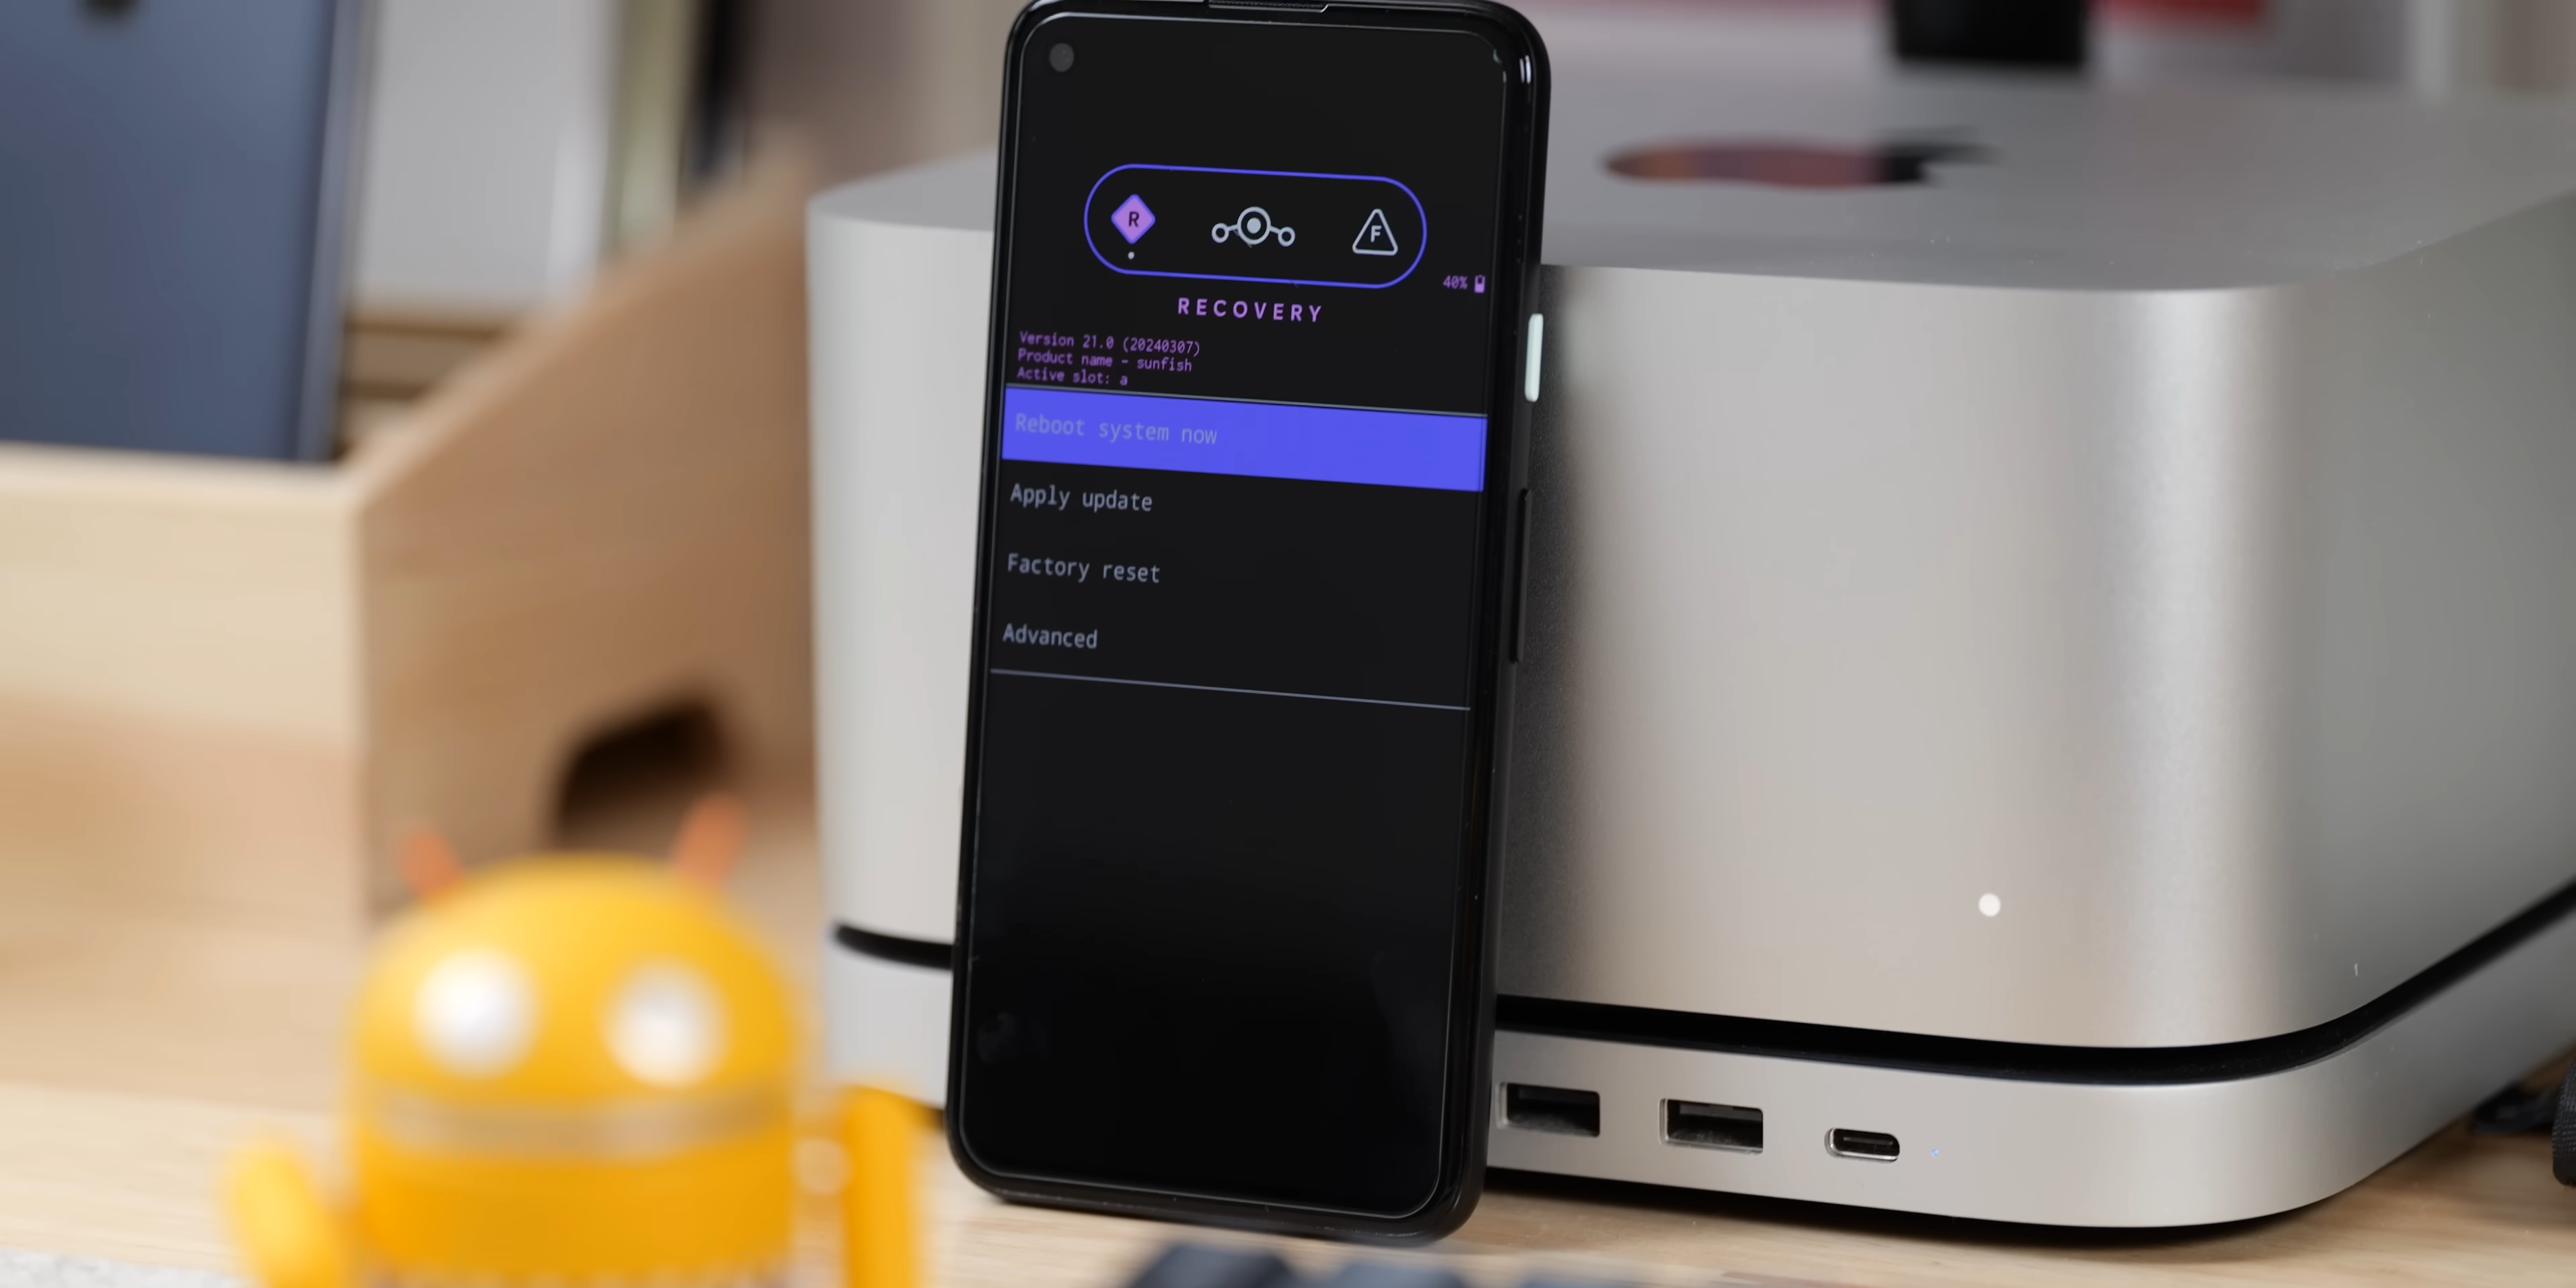 R
F
40%
RECOVERY
Version 21.0 (20240307)
Product name - sunfish
Active slot: a
Reboot system now
Apply update
Factory reset
Advanced